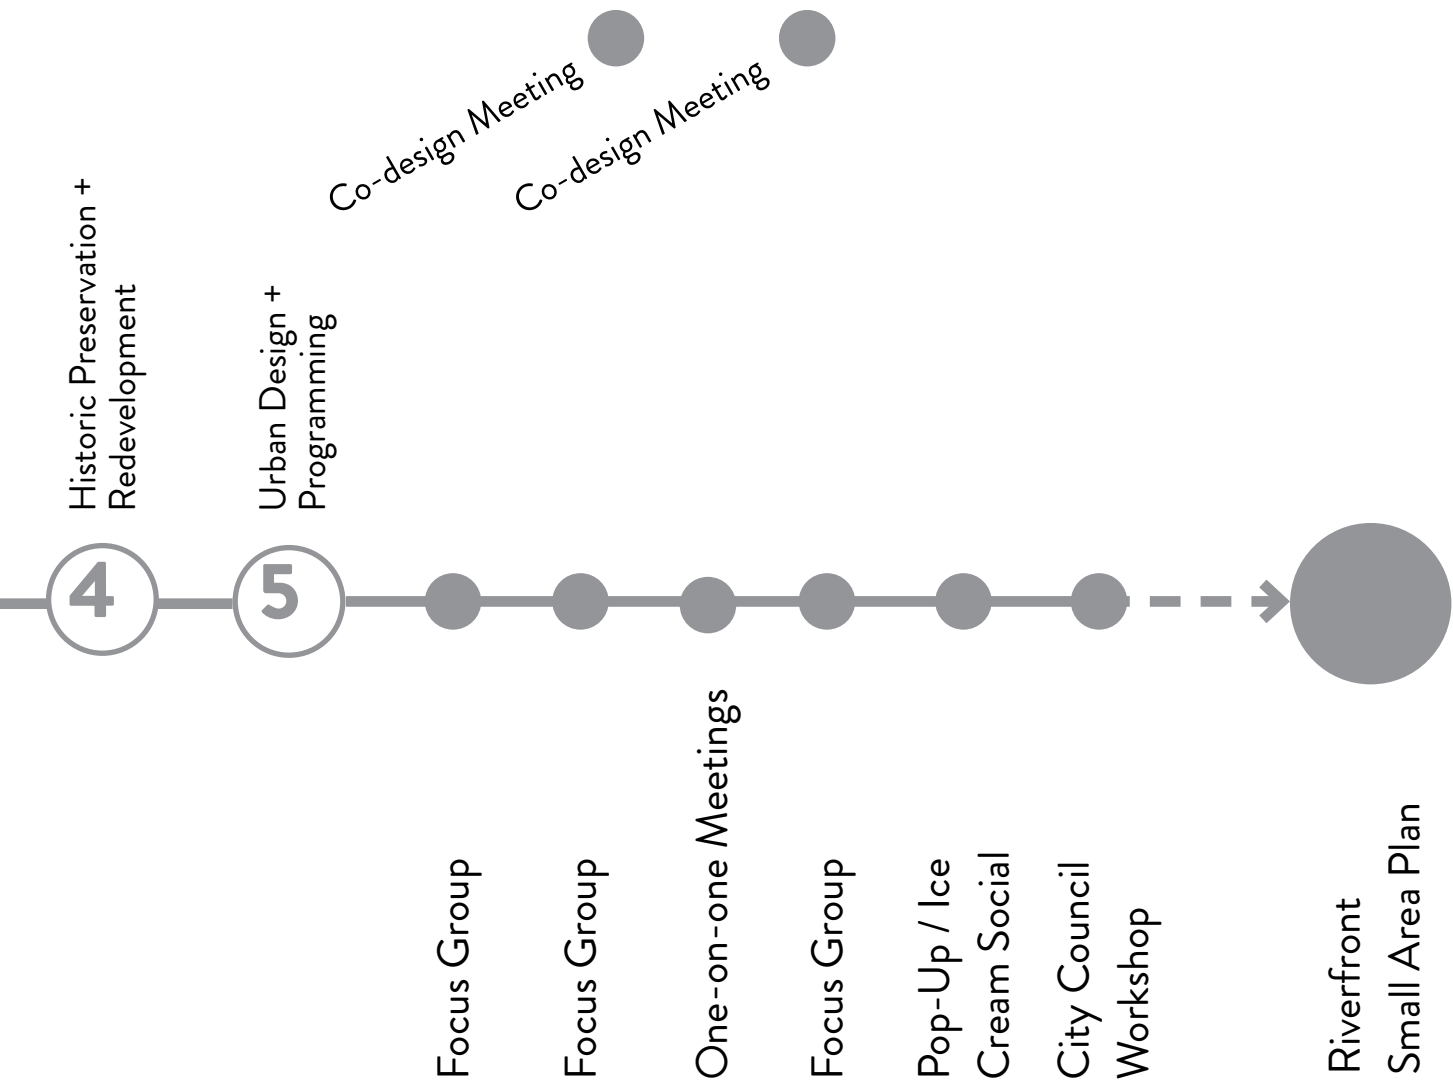 Co-design Meeting
Co-design Meeting
Historic Preservation +
Redevelopment
Urban Design +
Programming
4
5
Focus Group
Focus Group
One-on-one Meetings
Focus Group
Pop-Up / Ice
Cream Social
City Council
Workshop
Riverfront
Small Area Plan